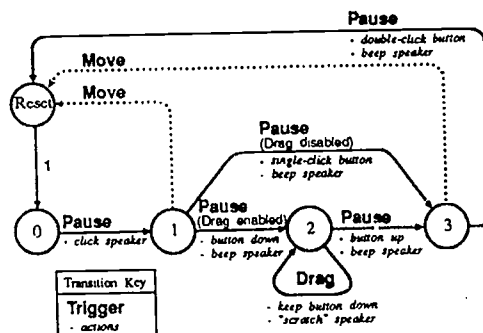 Pause
- double-click button
- beep speaker
Move
Move
Reset
1
Pause
(Drag disabled)
- single-click button
- beep speaker
0
Pause
- click speaker
1
Pause
(Drag enabled)
- button down
- beep speaker
2
Pause
- button up
- beep speaker
3
Drag
- keep button down
- "scratch" speaker
Transition Key
Trigger
- actions